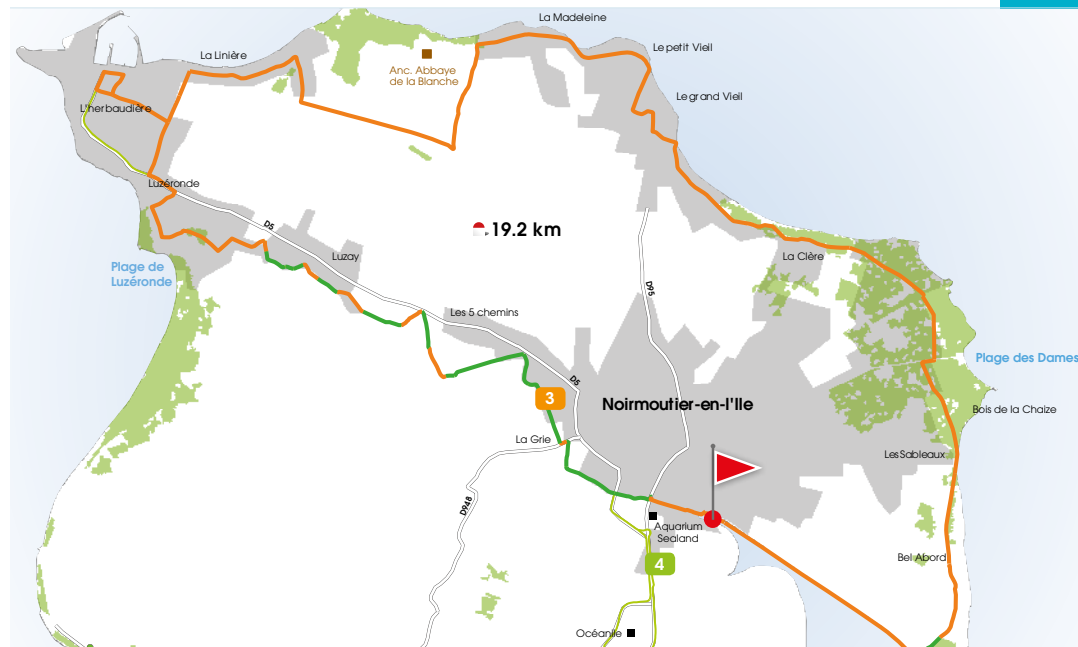 La Madeleine
Le petit Vieil
La Linière
Anc. Abbaye
de la Blanche
Le grand Vieil
L'herbaudière
Luzéronde
19.2 km
D5
Luzay
La Clère
Plage de
Luzéronde
D95
Les 5 chemins
Plage des Dames
D5
3
Noirmoutier-en-l'Ile
Bois de la Chaize
La Grie
Les Sableaux
D948
Aquarium
Sealand
Bel Abord
4
Océanile